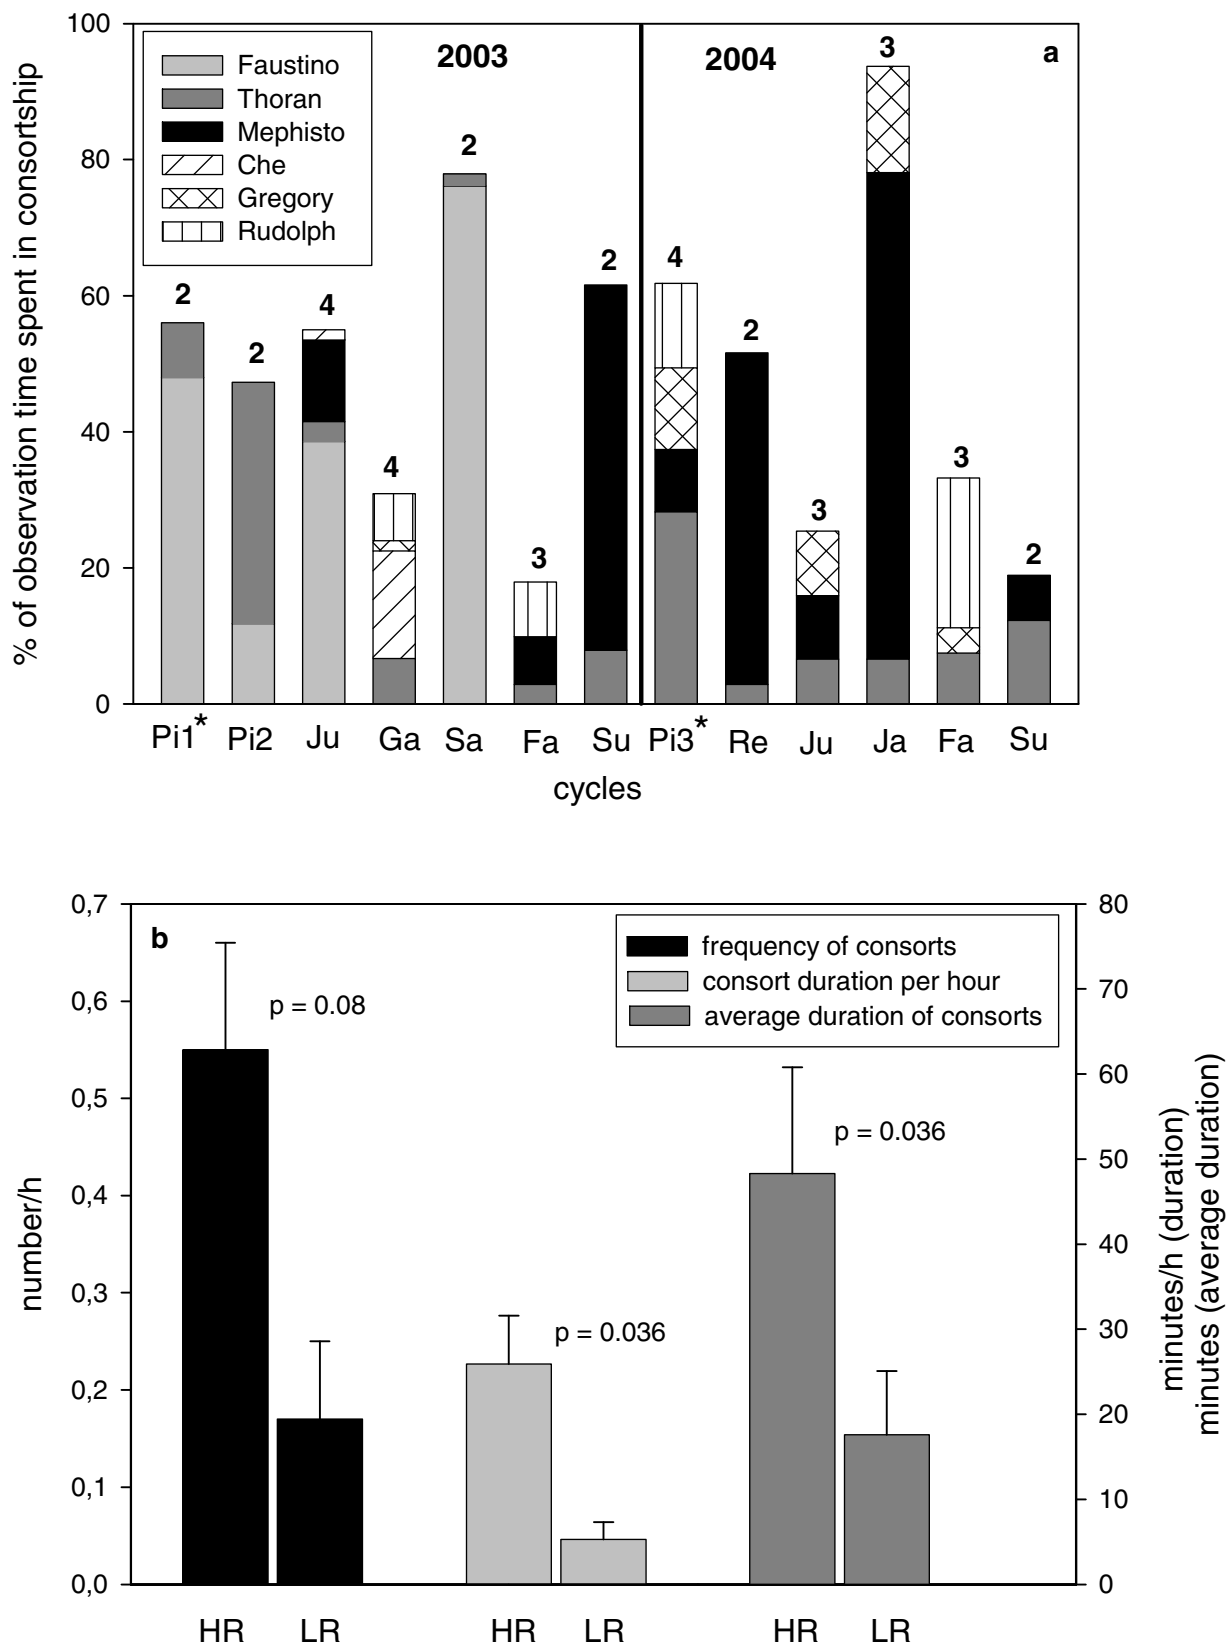 100
80
60
40
20
0
% of observation time spent in consortship
Faustino
Thoran
Mephisto
Che
Gregory
Rudolph
2003
2004
a
2
2
4
4
2
3
2
4
2
3
3
3
2
Pi1*
Pi2
Ju
Ga
Sa
Fa
Su
Pi3*
Re
Ju
Ja
Fa
Su
cycles
b
0,7
0,6
0,5
0,4
0,3
0,2
0,1
0,0
number/h
frequency of consorts
consort duration per hour
average duration of consorts
p = 0.08
p = 0.036
p = 0.036
80
70
60
50
40
30
20
10
0
minutes/h (duration)
minutes (average duration)
HR
LR
HR
LR
HR
LR